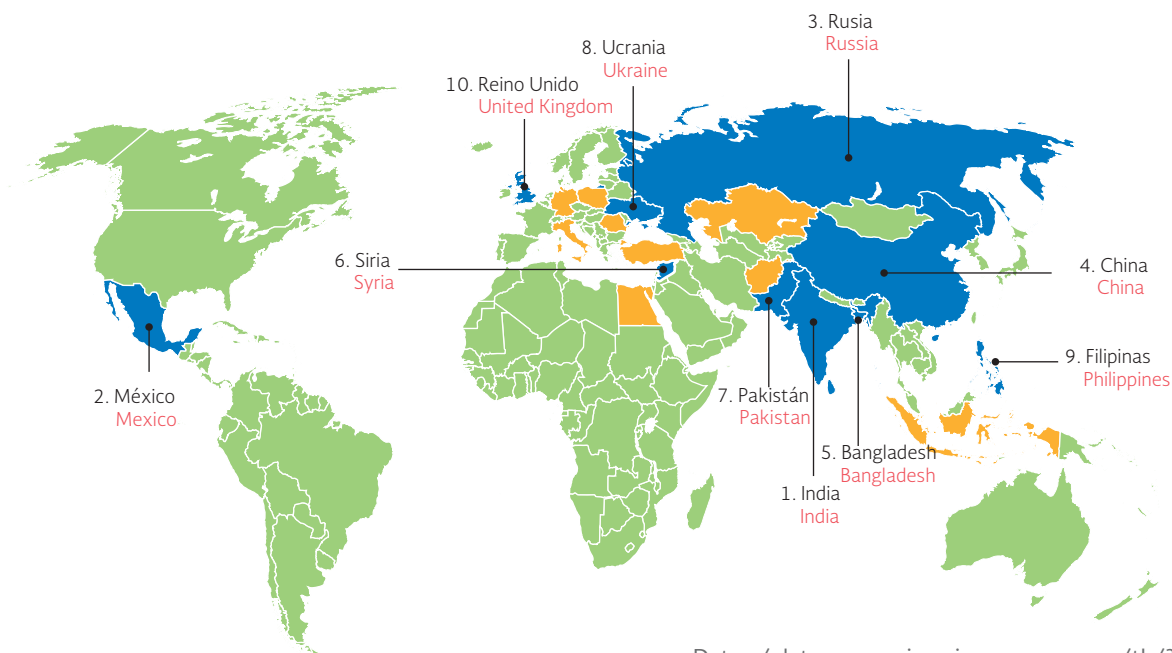 3. Rusia
Russia
8. Ucrania
Ukraine
10. Reino Unido
United Kingdom
6. Siria
Syria
4. China
China
9. Filipinas
Philippines
2. México
Mexico
7. Pakistán
Pakistan
5. Bangladesh
Bangladesh
1. India
India